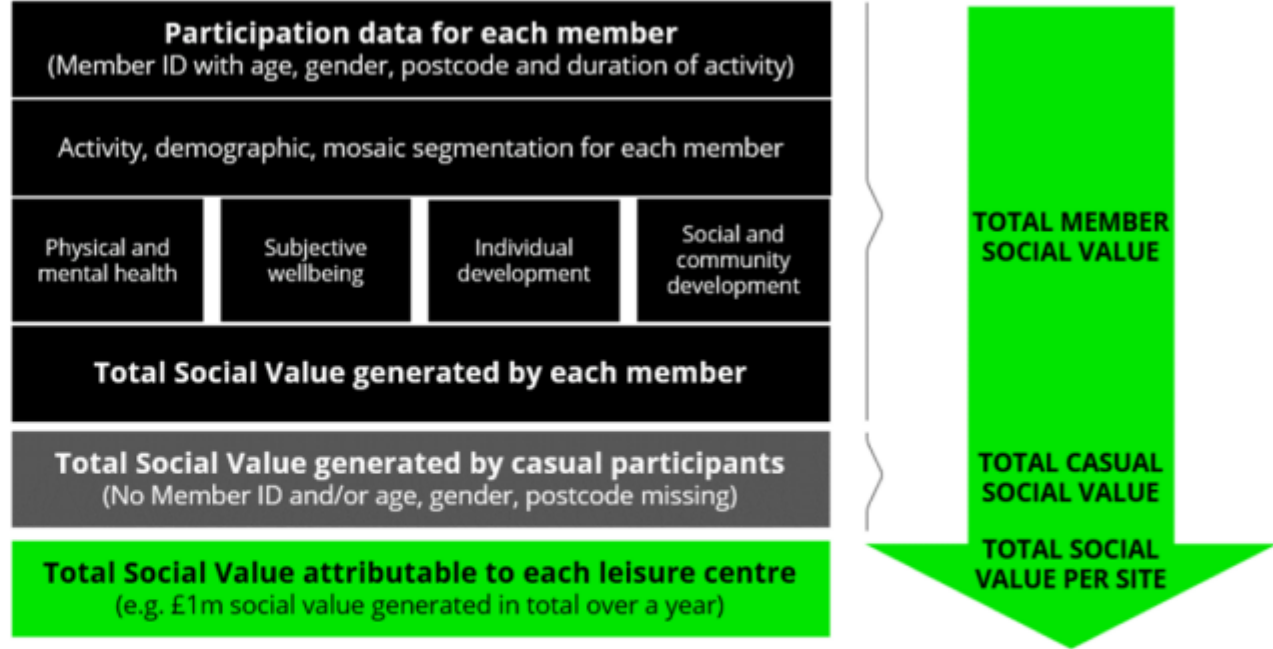 Participation data for each member
(Member ID with age, gender, postcode and duration of activity)
Activity, demographic, mosaic segmentation for each member
Physical and
mental health
Subjective
wellbeing
Individual
development
Social and
community
development
Total Social Value generated by each member
TOTAL MEMBER
SOCIAL VALUE
Total Social Value generated by casual participants
(No Member ID and/or age, gender, postcode missing)
TOTAL CASUAL
SOCIAL VALUE
Total Social Value attributable to each leisure centre
(e.g. £1m social value generated in total over a year)
TOTAL SOCIAL
VALUE PER SITE